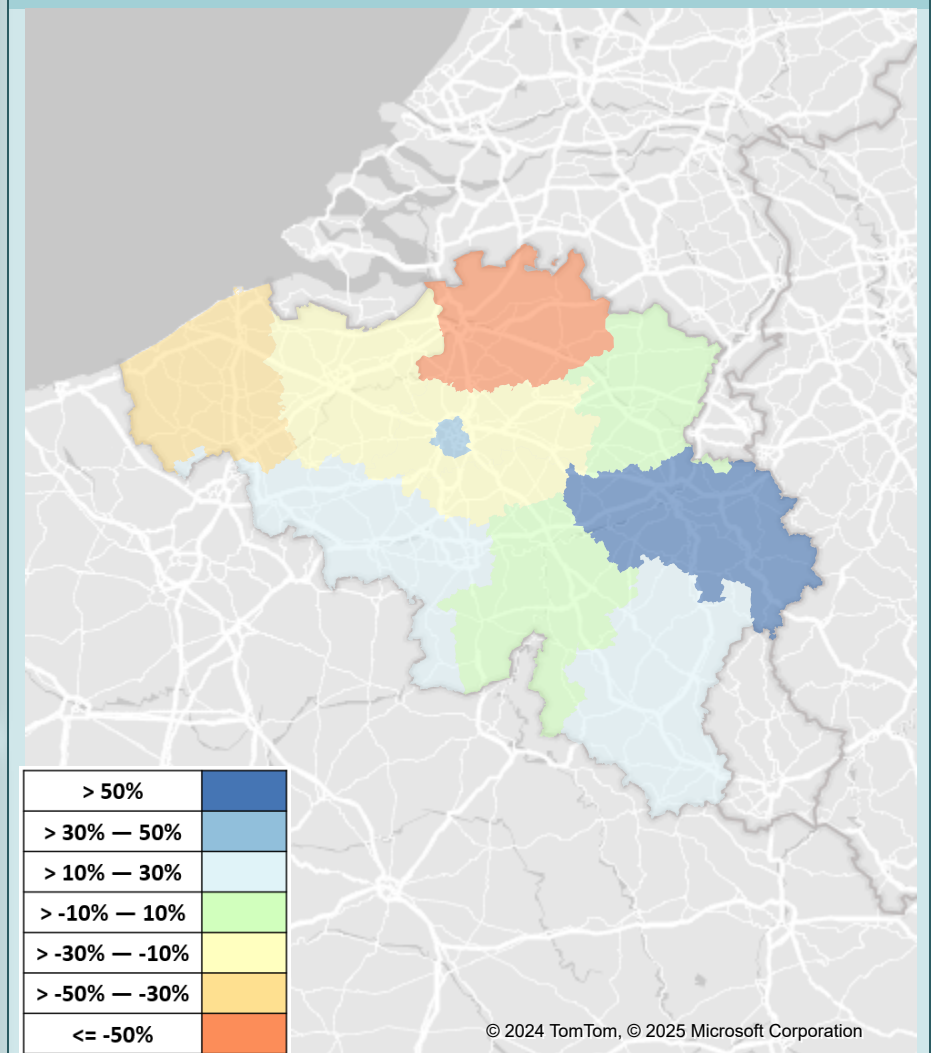 > 50%
> 30% — 50%
> 10% — 30%
> -10% — 10%
> -30% — -10%
> -50% — -30%
<= -50%
© 2024 TomTom, © 2025 Microsoft Corporation